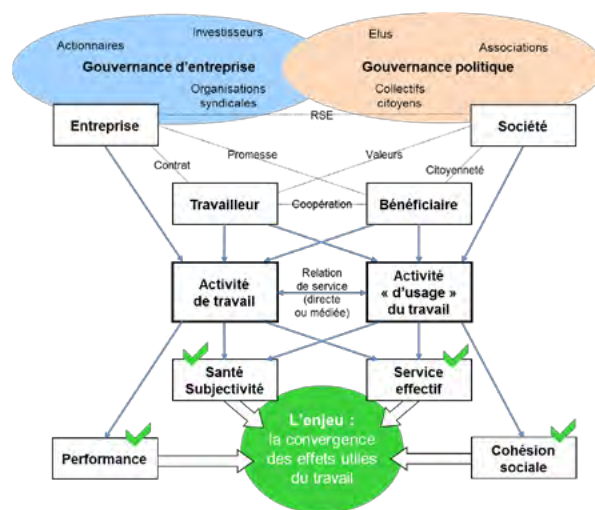 Investisseurs
Elus
Actionnaires
Associations
Gouvernance d'entreprise
Gouvernance politique
Organisations
syndicales
Collectifs
citoyens
RSE
Entreprise
Société
Contrat
Promesse
Valeurs
Citoyenneté
Travailleur
Coopération
Bénéficiaire
Activité
de travail
Relation
de service
(directe
ou médiée)
Activité
« d'usage »
du travail
Santé
Subjectivité
Service
effectif
L'enjeu :
la convergence
des effets utiles
du travail
Performance
Cohésion
sociale